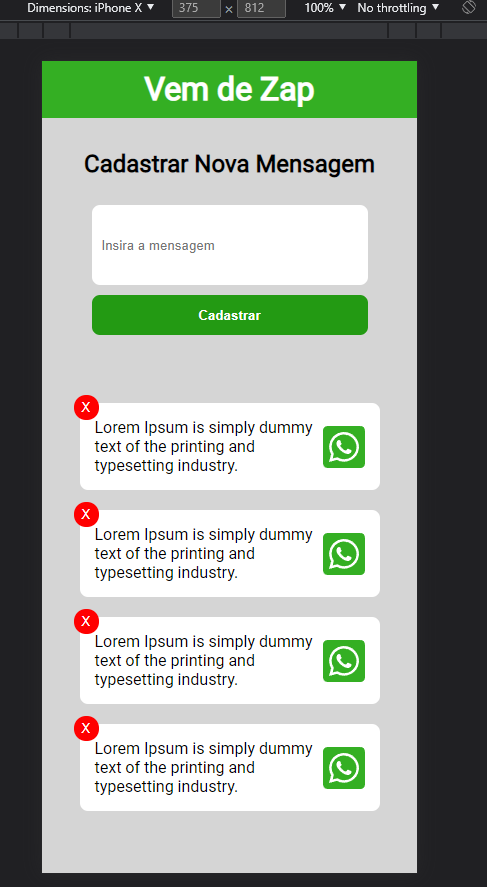 Dimensions: iPhone X ▼ 375 × 812 100% ▼ No throttling ▼
Vem de Zap
Cadastrar Nova Mensagem
Insira a mensagem
Cadastrar
X
Lorem Ipsum is simply dummy
text of the printing and
typesetting industry.
X
Lorem Ipsum is simply dummy
text of the printing and
typesetting industry.
X
Lorem Ipsum is simply dummy
text of the printing and
typesetting industry.
X
Lorem Ipsum is simply dummy
text of the printing and
typesetting industry.